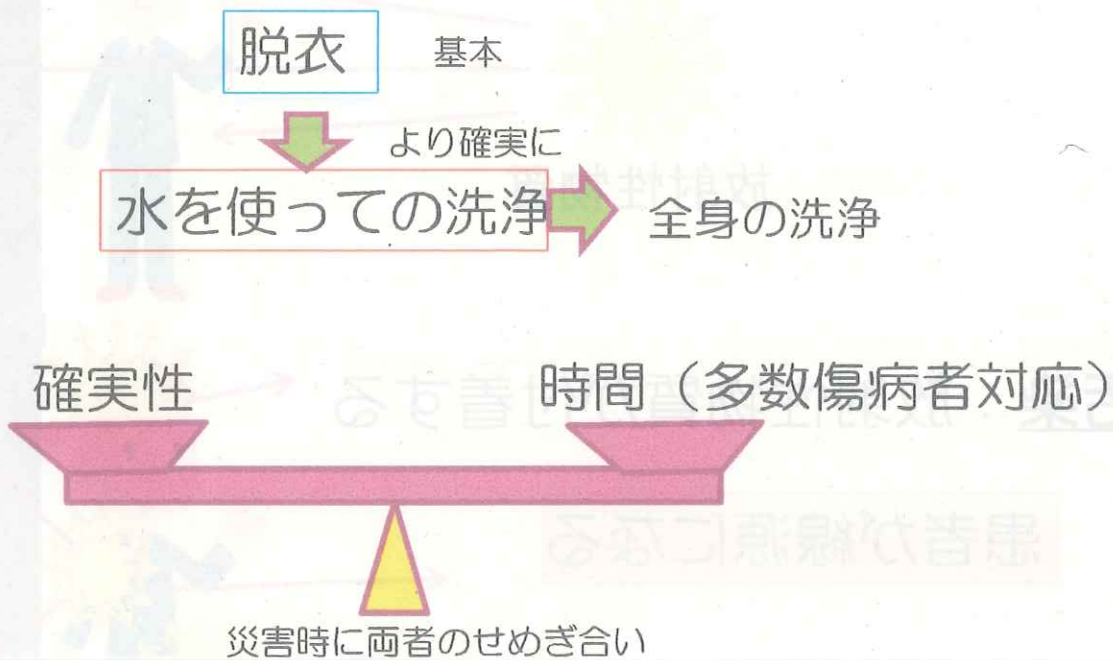 脱衣 基本
より確実に
水を使っての洗浄 全身の洗浄
確実性 時間（多数傷病者対応）
災害時に両者のせめぎ合い